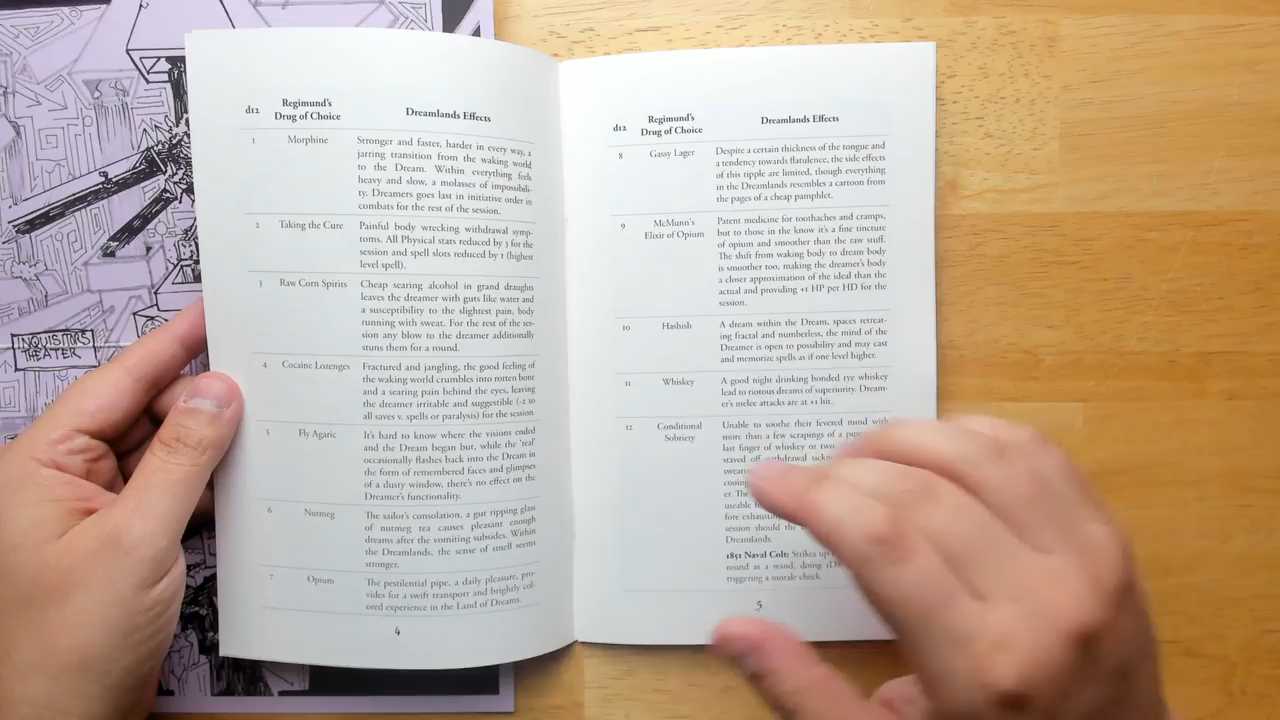 INQUISITORS
THEATER
d12
Regimund's
Drug of Choice
Dreamlands Effects
1
Morphine
Stronger and faster, harder in every way, a
jarring transition from the waking world
to the Dream. Within everything feels
heavy and slow, a molasses of impossibili-
ty. Dreamers goes last in initiative order in
combats for the rest of the session.
2
Taking the Cure
Painful body wrecking withdrawal symp-
toms. All Physical stats reduced by 3 for the
session and spell slots reduced by 1 (highest
level spell).
3
Raw Corn Spirits
Cheap searing alcohol in grand draughts
leaves the dreamer with guts like water and
a susceptibility to the slightest pain, body
running with sweat. For the rest of the ses-
sion any blow to the dreamer additionally
stuns them for a round.
4
Cocaine Lozenges
Fractured and jangling, the good feeling of
the waking world crumbles into rotten bone
and a searing pain behind the eyes, leaving
the dreamer irritable and suggestible (-2 to
all saves v. spells or paralysis) for the session.
5
Fly Agaric
It's hard to know where the visions ended
and the Dream began but, while the 'real'
occasionally flashes back into the Dream in
the form of remembered faces and glimpses
of a dusty window, there's no effect on the
Dreamer's functionality.
6
Nutmeg
The sailor's consolation, a gut ripping glass
of nutmeg tea causes pleasant enough
dreams after the vomiting subsides. Within
the Dreamlands, the sense of smell seems
stronger.
7
Opium
The pestilential pipe, a daily pleasure, pro-
vides for a swift transport and brightly col-
ored experience in the Land of Dreams.
4
d12
Regimund's
Drug of Choice
Dreamlands Effects
8
Gassy Lager
Despite a certain thickness of the tongue and
a tendency towards flatulence, the side effects
of this tipple are limited, though everything
in the Dreamlands resembles a cartoon from
the pages of a cheap pamphlet.
9
McMunn's
Elixir of Opium
Patent medicine for toothaches and cramps,
but to those in the know it's a fine tincture
of opium and smoother than the raw stuff.
The shift from waking body to dream body
is smoother too, making the dreamer's body
a closer approximation of the ideal than the
actual and providing +1 HP per HD for the
session.
10
Hashish
A dream within the Dream, spaces retreat-
ing fractal and numberless, the mind of the
Dreamer is open to possibility and may cast
and memorize spells as if one level higher.
11
Whiskey
A good night drinking bonded rye whiskey
lead to riotous dreams of superiority. Dream-
er's melee attacks are at +1 hit.
12
Conditional
Sobriety
Unable to soothe their fevered mind with
more than a few scrapings of a
last finger of whiskey or two,
staved off withdrawal
er. The
useable
fore
session should the
Dreamlands.
1851 Naval Colt: Strikes up
round as a wand, doing
triggering a morale check.
5